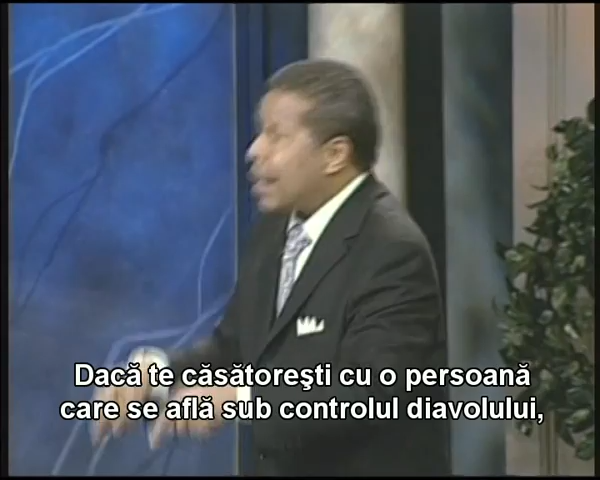 Dacă te căsătoreşti cu o persoană
care se află sub controlul diavolului,